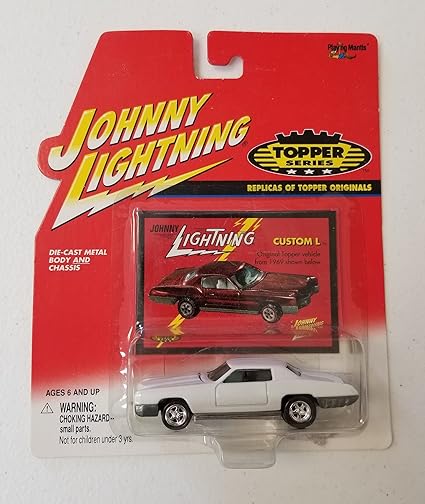 Playing Mantis
JOHNNY
LIGHTNING
®
TOPPER
SERIES
REPLICAS OF TOPPER ORIGINALS
DIE-CAST METAL
BODY AND
CHASSIS
JOHNNY
LIGHTNING
CUSTOM L
Original Topper vehicle
from 1969 shown below
JOHNNY
LIGHTNING
AGES 6 AND UP
WARNING:
CHOKING HAZARD--
small parts.
Not for children under 3 yrs.